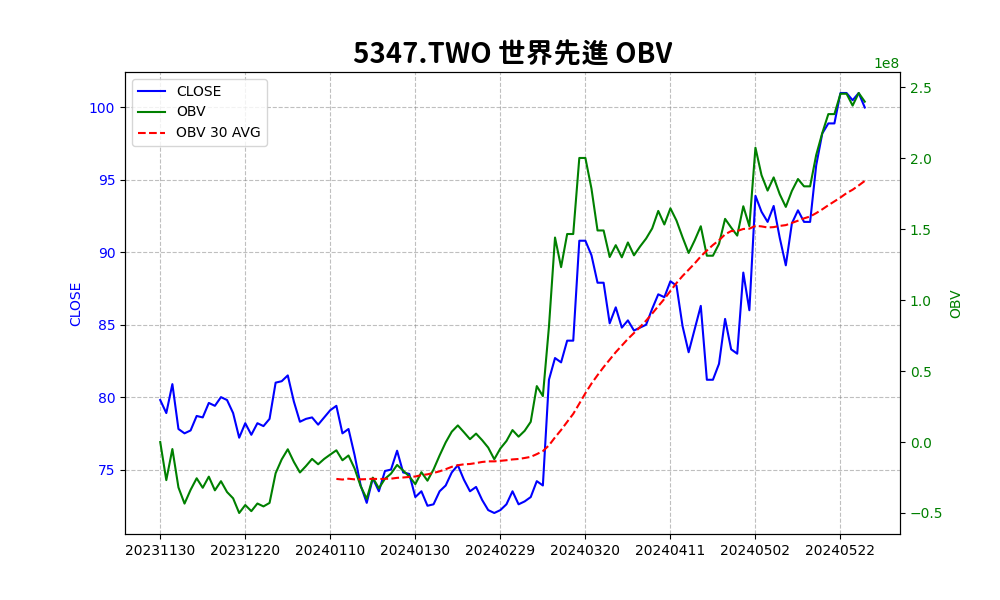 5347.TWO 世界先進 OBV
1e8
CLOSE
OBV
OBV 30 AVG
100
95
90
85
80
75
CLOSE
2.5
2.0
1.5
1.0
0.5
0.0
−0.5
OBV
20231130 20231220 20240110 20240130 20240229 20240320 20240411 20240502 20240522